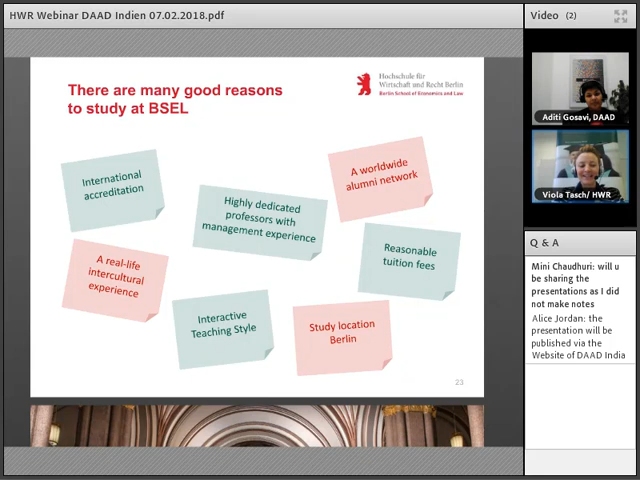 HWR Webinar DAAD Indien 07.02.2018.pdf
Video (2)
There are many good reasons
to study at BSEL
Hochschule für
Wirtschaft und Recht Berlin
Berlin School of Economics and Law
International
accreditation
Highly dedicated
professors with
management experience
A worldwide
alumni network
Reasonable
tuition fees
A real-life
intercultural
experience
Interactive
Teaching Style
Study location
Berlin
23
Aditi Gosavi, DAAD
Viola Tasch/ HWR
Q & A
Mini Chaudhuri: will u
be sharing the
presentations as I did
not make notes
Alice Jordan: the
presentation will be
published via the
Website of DAAD India